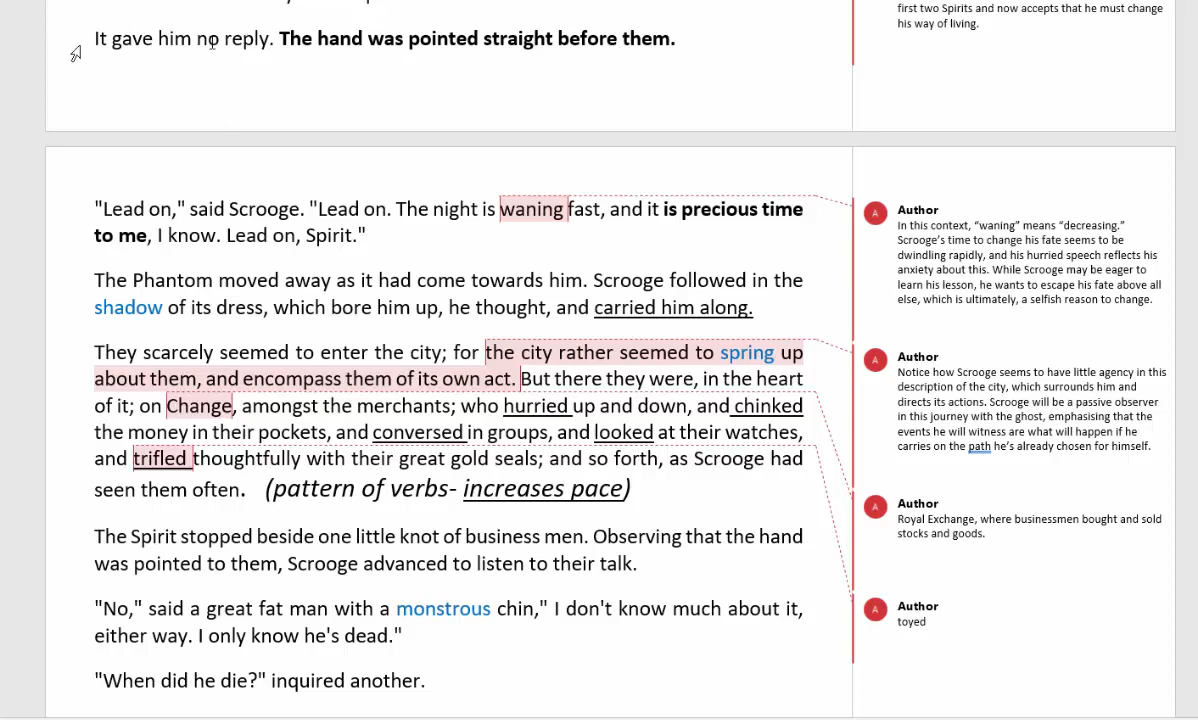 first two Spirits and now accepts that he must change
his way of living.
It gave him no reply. The hand was pointed straight before them.
"Lead on," said Scrooge. "Lead on. The night is waning fast, and it is precious time
to me, I know. Lead on, Spirit."
The Phantom moved away as it had come towards him. Scrooge followed in the
shadow of its dress, which bore him up, he thought, and carried him along.
They scarcely seemed to enter the city; for the city rather seemed to spring up
about them, and encompass them of its own act. But there they were, in the heart
of it; on Change, amongst the merchants; who hurried up and down, and chinked
the money in their pockets, and conversed in groups, and looked at their watches,
and trifled thoughtfully with their great gold seals; and so forth, as Scrooge had
seen them often. (pattern of verbs- increases pace)
The Spirit stopped beside one little knot of business men. Observing that the hand
was pointed to them, Scrooge advanced to listen to their talk.
"No," said a great fat man with a monstrous chin," I don't know much about it,
either way. I only know he's dead."
"When did he die?" inquired another.
A
Author
In this context, “waning” means “decreasing.”
Scrooge’s time to change his fate seems to be
dwindling rapidly, and his hurried speech reflects his
anxiety about this. While Scrooge may be eager to
learn his lesson, he wants to escape his fate above all
else, which is ultimately, a selfish reason to change.
A
Author
Notice how Scrooge seems to have little agency in this
description of the city, which surrounds him and
directs its actions. Scrooge will be a passive observer
in this journey with the ghost, emphasising that the
events he will witness are what will happen if he
carries on the path he’s already chosen for himself.
A
Author
Royal Exchange, where businessmen bought and sold
stocks and goods.
A
Author
toyed